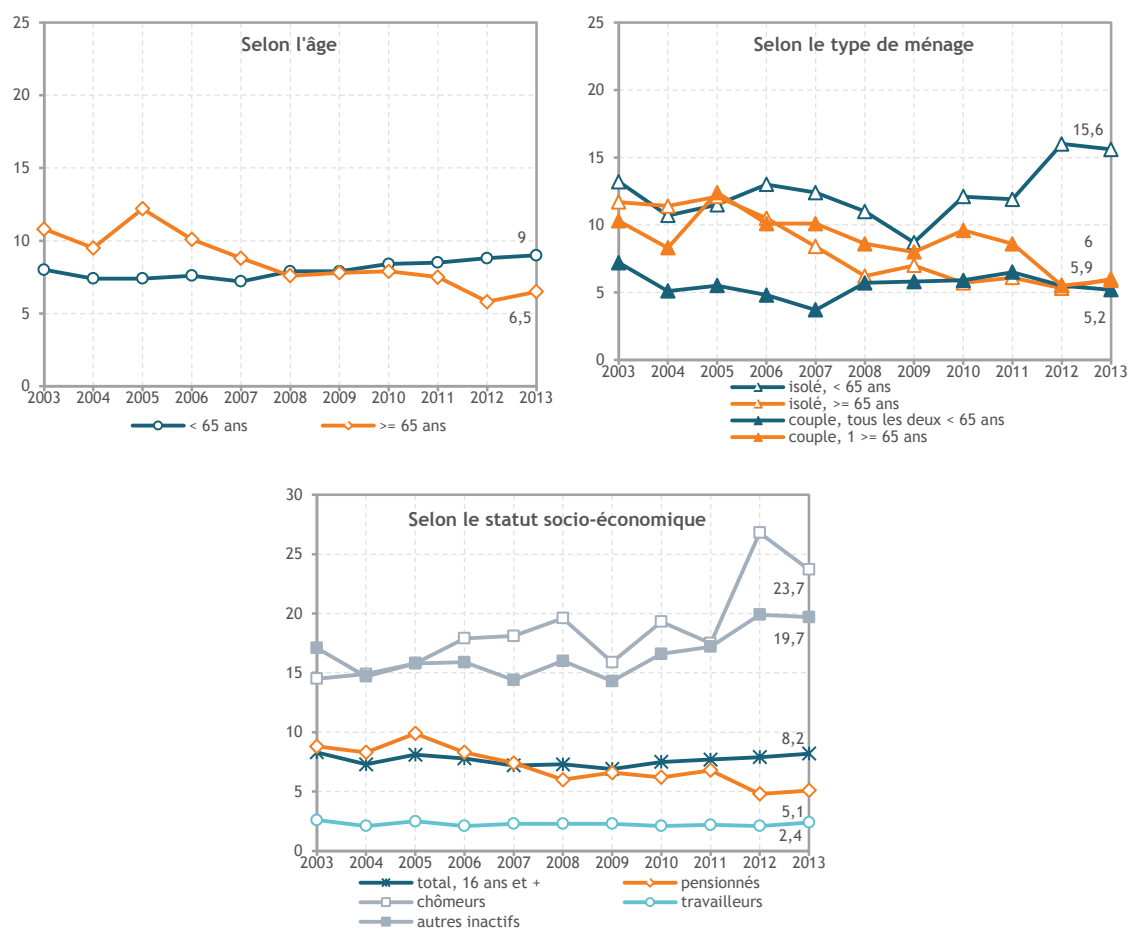 Selon l'âge
25
20
15
10
5
0
9
6,5
2003 2004 2005 2006 2007 2008 2009 2010 2011 2012 2013
< 65 ans >= 65 ans
Selon le type de ménage
25
20
15
10
5
0
15,6
6
5,9
5,2
2003 2004 2005 2006 2007 2008 2009 2010 2011 2012 2013
isolé, < 65 ans
isolé, >= 65 ans
couple, tous les deux < 65 ans
couple, 1 >= 65 ans
Selon le statut socio-économique
30
25
20
15
10
5
0
23,7
19,7
8,2
5,1
2,4
2003 2004 2005 2006 2007 2008 2009 2010 2011 2012 2013
total, 16 ans et + pensionnés
chômeurs travailleurs
autres inactifs